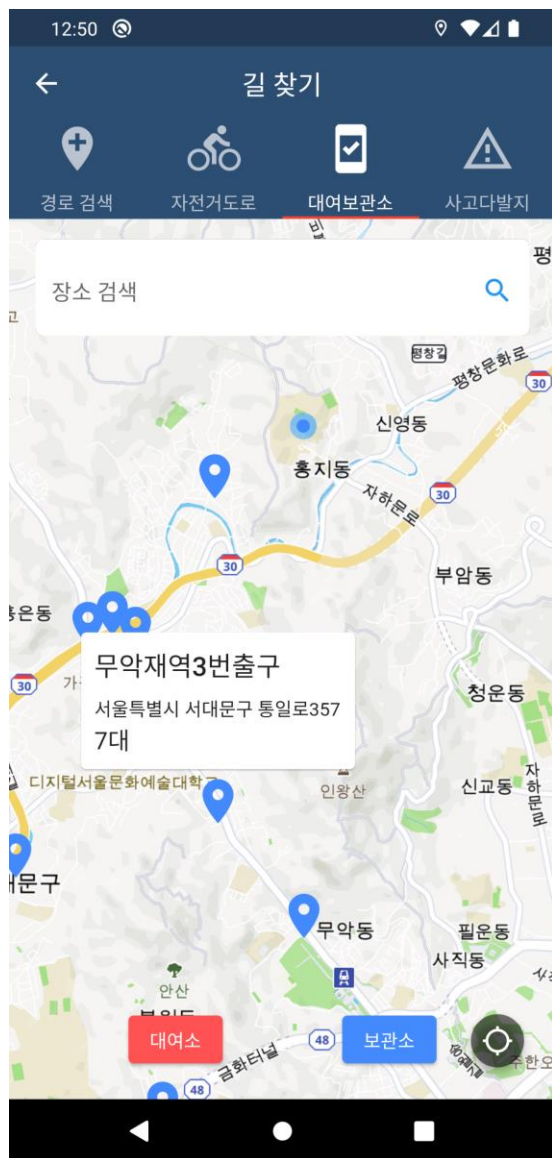 12:50
길 찾기
경로 검색
자전거도로
대여보관소
사고다발지
장소 검색
평
평창길
평창문화로
30
신영동
홍지동
자하문로
30
30
부암동
홍은동
30
무악재역3번출구
서울특별시 서대문구 통일로357
7대
청운동
디지털서울문화예술대학교
인왕산
신교동
자하문로
무악동
필운동
사직동
안산
대여소
48
보관소
금화터널
48